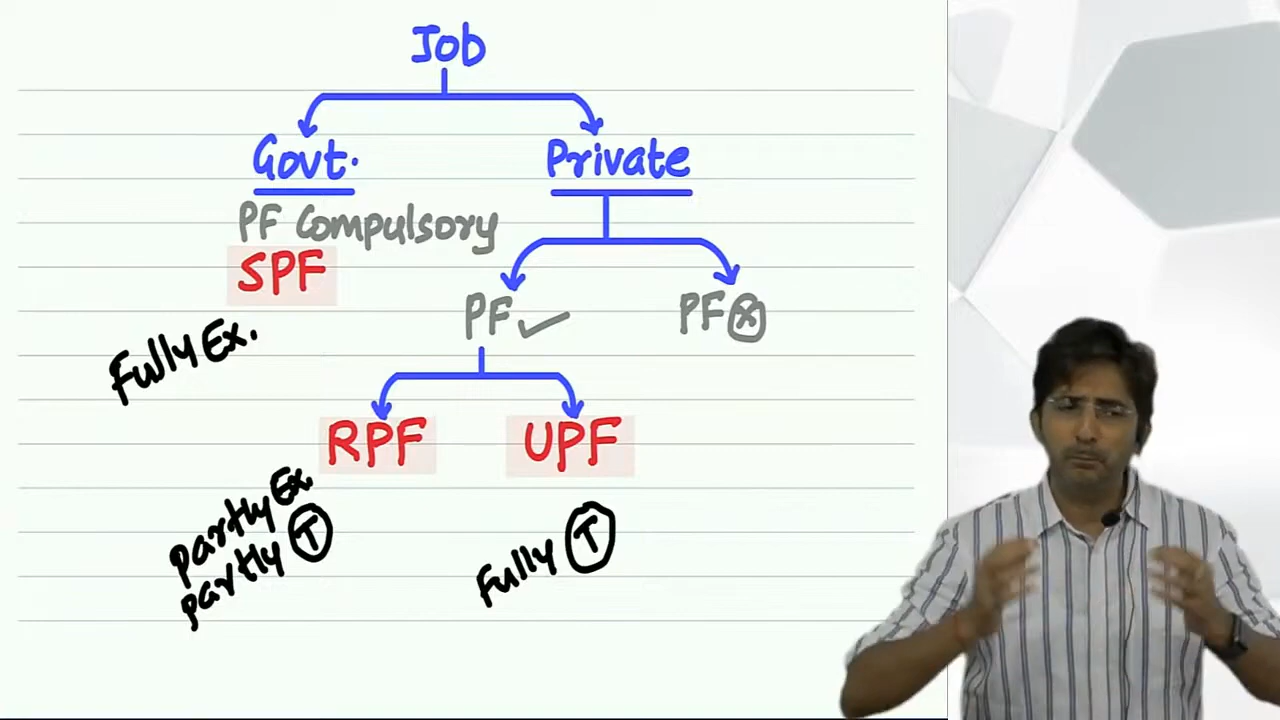 Job
Govt.
Private
PF Compulsory
SPF
Fully Ex.
PF ✓
PF ⓧ
RPF
UPF
partly Ex.
partly Ⓣ
Fully Ⓣ